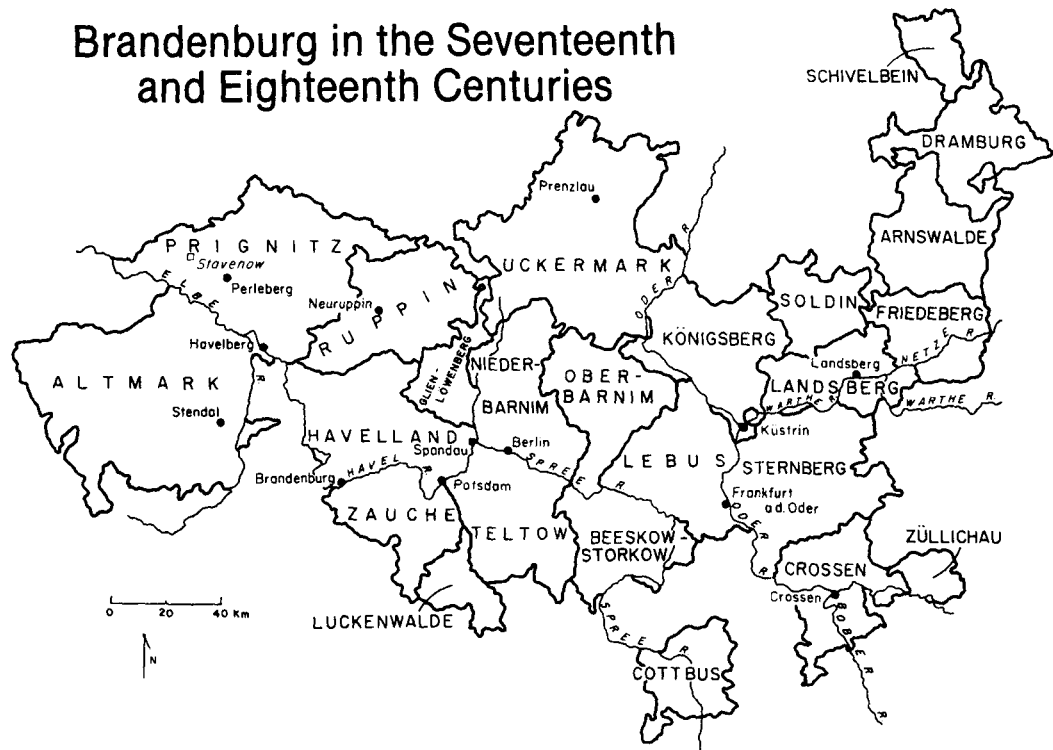 Brandenburg in the Seventeenth
and Eighteenth Centuries
SCHIVELBEIN
DRAMBURG
Prenzlau
ARNSWALDE
PRIGNITZ
Stavenow
Perleberg
ELBE
R
UCKERMARK
ODER R.
RUPPIN
Neuruppin
SOLDIN
FRIEDEBERG
KÖNIGSBERG
NETZE R.
Havelberg
Landsberg
LANDSBERG
WARTHE R.
WARTHE R.
ALTMARK
Stendal
GLIEN-
LÖWENBERG
NIEDER-
BARNIM
OBER-
BARNIM
Küstrin
HAVELLAND
Spandau
Berlin
SPREE R.
LEBUS
STERNBERG
Brandenburg
HAVEL R.
Potsdam
Frankfurt
a.d. Oder
ODER R.
ZAUCHE
TELTOW
BEESKOW-
STORKOW
ZÜLLICHAU
CROSSEN
Crossen
BOBER R.
LUCKENWALDE
SPREE R.
COTTBUS
0 40 Km
N